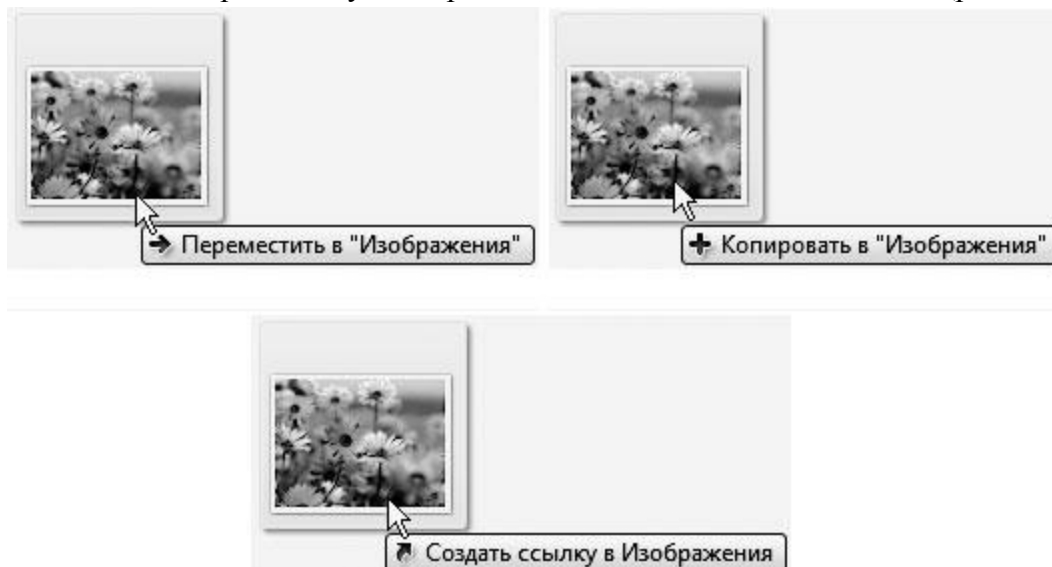 Переместить в "Изображения"
Копировать в "Изображения"
Создать ссылку в Изображения